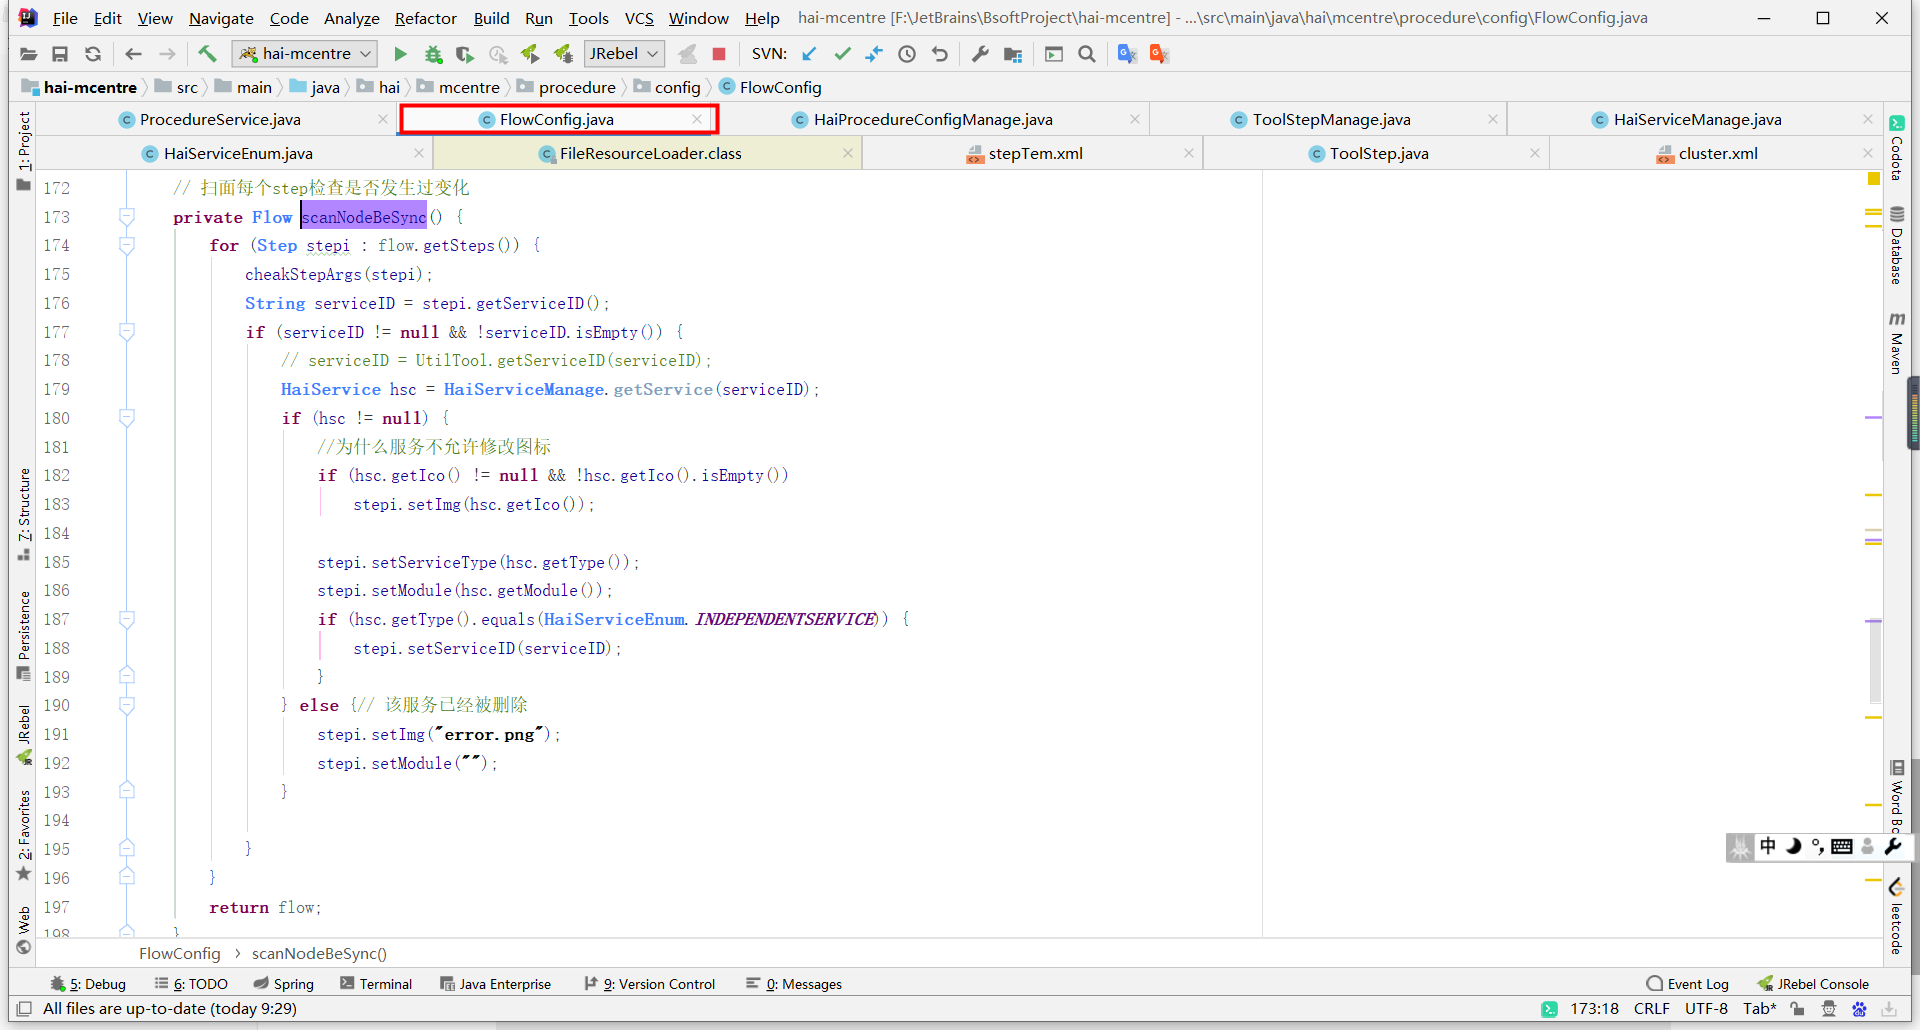 File Edit View Navigate Code Analyze Refactor Build Run Tools VCS Window Help hai-mcentre [F:\JetBrains\BsoftProject\hai-mcentre] - ...\src\main\java\hai\mcentre\procedure\config\FlowConfig.java
hai-mcentre JRebel SVN:
hai-mcentre src main java hai mcentre procedure config FlowConfig
ProcedureService.java FlowConfig.java HaiProcedureConfigManage.java ToolStepManage.java HaiServiceManage.java
HaiServiceEnum.java FileResourceLoader.class stepTem.xml ToolStep.java cluster.xml
172 // 扫面每个step检查是否发生过变化
173 private Flow scanNodeBeSync() {
174 for (Step stepi : flow.getSteps()) {
175 cheakStepArgs(stepi);
176 String serviceID = stepi.getServiceID();
177 if (serviceID != null && !serviceID.isEmpty()) {
178 // serviceID = UtilTool.getServiceID(serviceID);
179 HaiService hsc = HaiServiceManage.getService(serviceID);
180 if (hsc != null) {
181 //为什么服务不允许修改图标
182 if (hsc.getIco() != null && !hsc.getIco().isEmpty())
183 stepi.setImg(hsc.getIco());
184
185 stepi.setServiceType(hsc.getType());
186 stepi.setModule(hsc.getModule());
187 if (hsc.getType().equals(HaiServiceEnum.INDEPENDENTSERVICE)) {
188 stepi.setServiceID(serviceID);
189 }
190 } else {// 该服务已经被删除
191 stepi.setImg("error.png");
192 stepi.setModule("");
193 }
194
195 }
196 }
197 return flow;
198 }
FlowConfig scanNodeBeSync()
1: Project
7: Structure
Persistence
JRebel
2: Favorites
Web
Codota
Database
Maven
Word Bo
中
leetcode
5: Debug 6: TODO Spring Terminal Java Enterprise 9: Version Control 0: Messages Event Log JRebel Console
All files are up-to-date (today 9:29) 173:18 CRLF UTF-8 Tab*